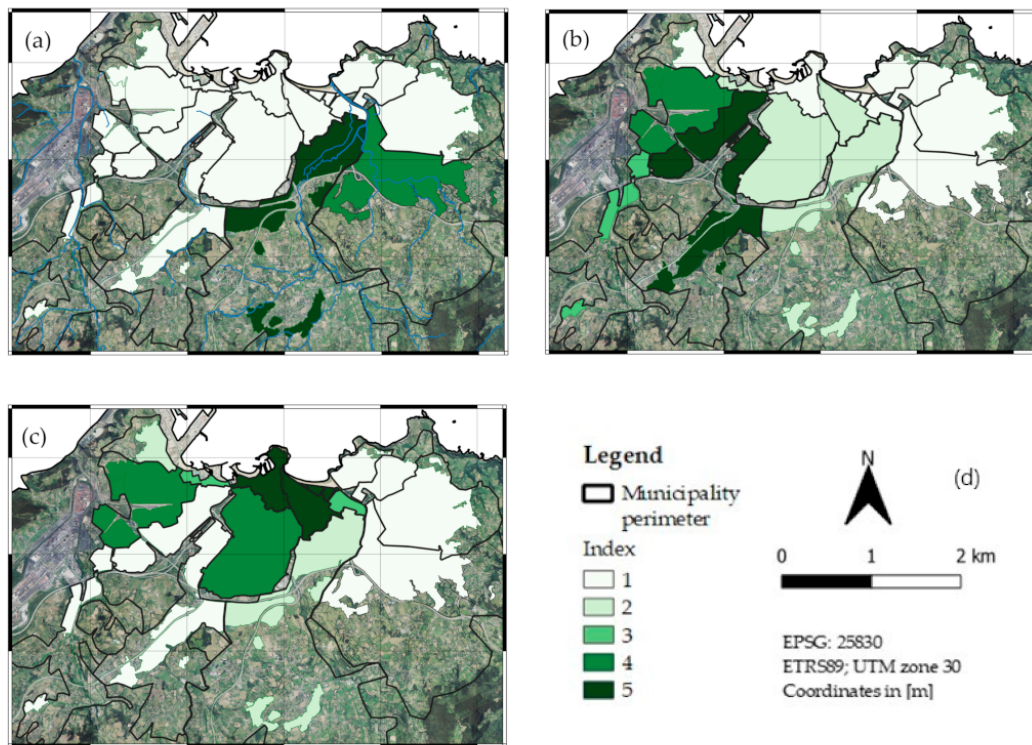 (a)
(b)
(c)
(d)
Legend
Municipality
perimeter
Index
1
2
3
4
5
N
0 1 2 km
EPSG: 25830
ETRS89; UTM zone 30
Coordinates in [m]